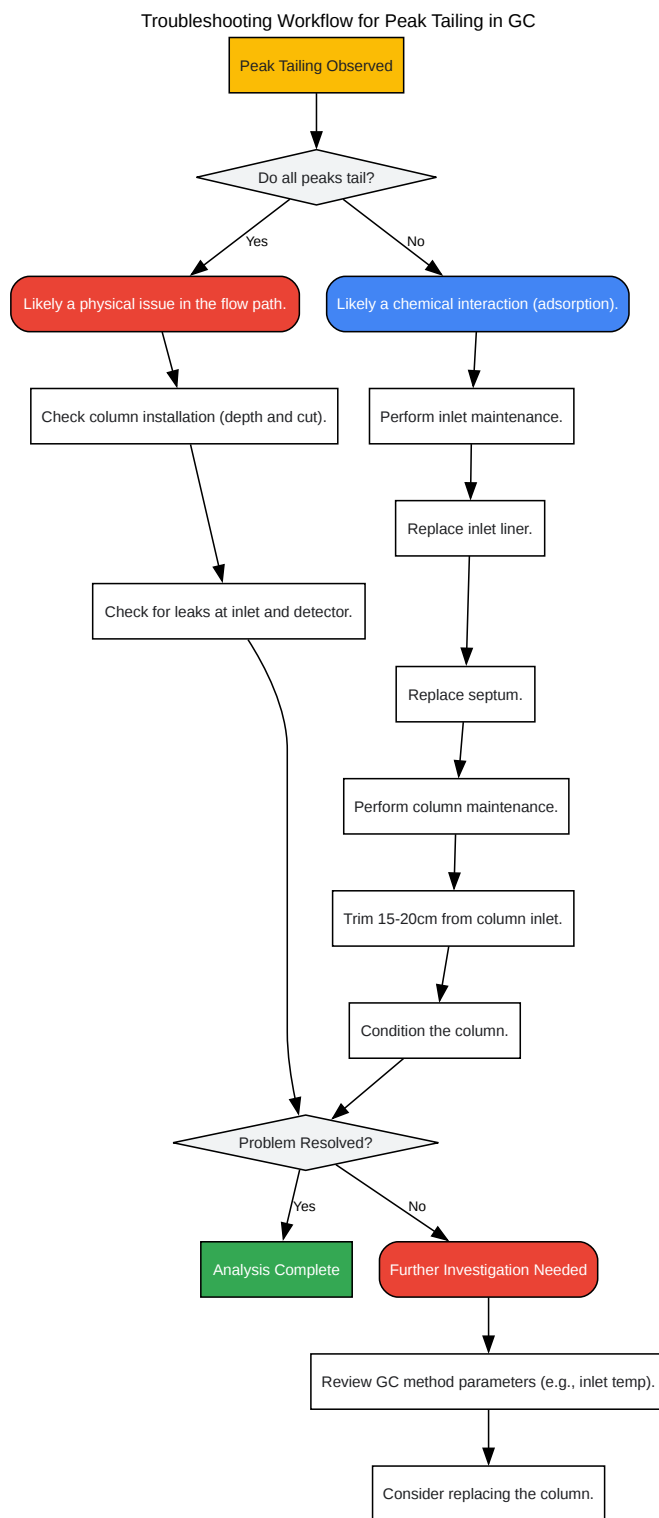 Troubleshooting Workflow for Peak Tailing in GC
Peak Tailing Observed
Do all peaks tail?
Yes
No
Likely a physical issue in the flow path.
Likely a chemical interaction (adsorption).
Check column installation (depth and cut).
Perform inlet maintenance.
Replace inlet liner.
Check for leaks at inlet and detector.
Replace septum.
Perform column maintenance.
Trim 15-20cm from column inlet.
Condition the column.
Problem Resolved?
Yes
No
Analysis Complete
Further Investigation Needed
Review GC method parameters (e.g., inlet temp).
Consider replacing the column.